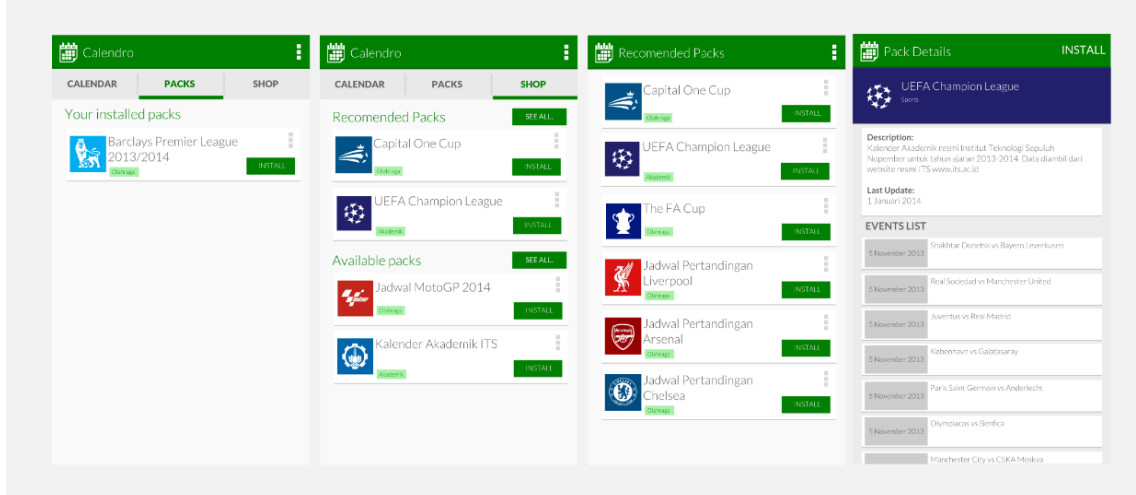 Calendro
CALENDAR PACKS SHOP
Your installed packs
Barclays Premier League
2013/2014
Olahraga
INSTALL
Calendro
CALENDAR PACKS SHOP
Recomended Packs
SEE ALL..
Capital One Cup
Olahraga
INSTALL
UEFA Champion League
Akademik
INSTALL
Available packs
SEE ALL..
Jadwal MotoGP 2014
Olahraga
INSTALL
Kalender Akademik ITS
Akademik
INSTALL
Recomended Packs
Capital One Cup
Olahraga
INSTALL
UEFA Champion League
Akademik
INSTALL
The FA Cup
Olahraga
INSTALL
Jadwal Pertandingan
Liverpool
Olahraga
INSTALL
Jadwal Pertandingan
Arsenal
Olahraga
INSTALL
Jadwal Pertandingan
Chelsea
Olahraga
INSTALL
Pack Details
INSTALL
UEFA Champion League
Sports
Description:
Kalender Akademik resmi Institut Teknologi Sepuluh
Nopember untuk tahun ajaran 2013-2014. Data diambil dari
website resmi ITS www.its.ac.id
Last Update:
1 Januari 2014
EVENTS LIST
Shakhtar Donetsk vs Bayern Leverkusen
5 November 2013
Real Sociedad vs Manchester United
5 November 2013
Juventus vs Real Madrid
5 November 2013
København vs Galatasaray
5 November 2013
Paris Saint Germain vs Anderlecht
5 November 2013
Olympiacos vs Benfica
5 November 2013
Manchester City vs CSKA Moskva